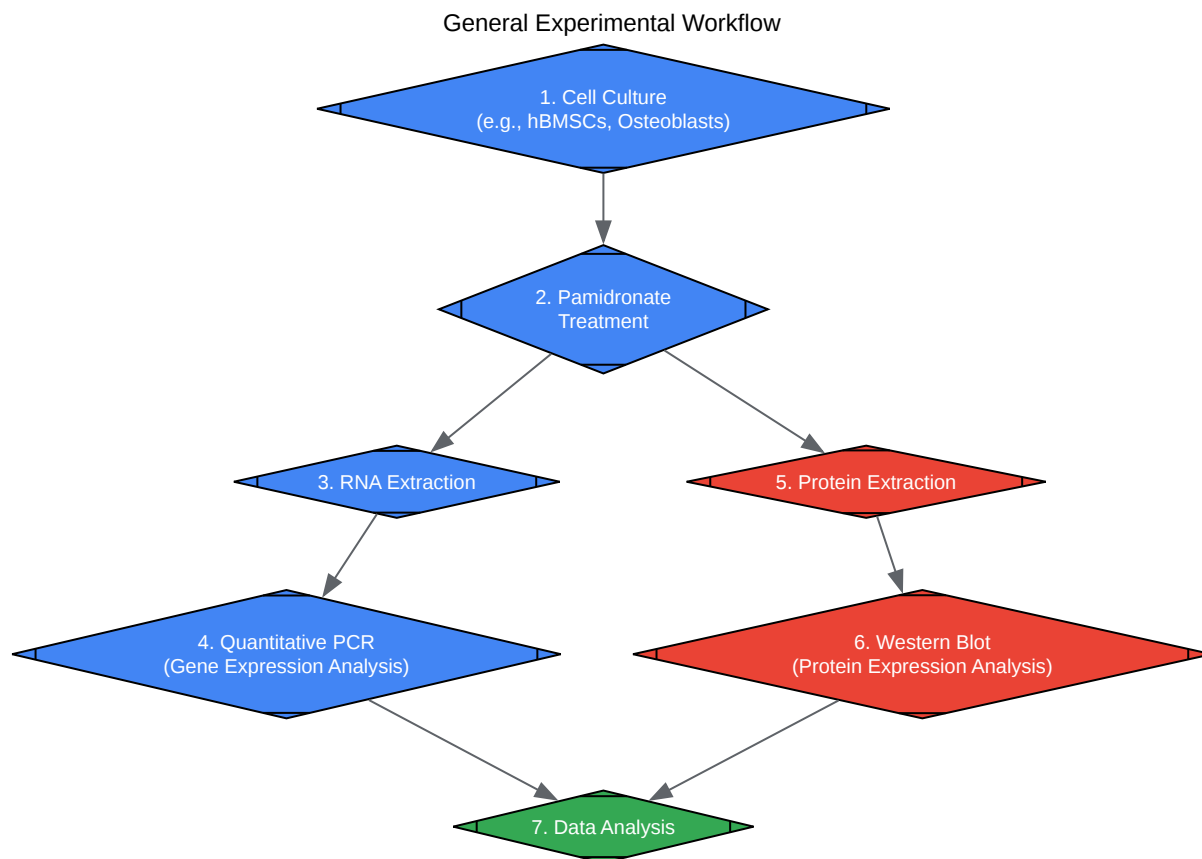 General Experimental Workflow
1. Cell Culture
(e.g., hBMSCs, Osteoblasts)
2. Pamidronate
Treatment
3. RNA Extraction
5. Protein Extraction
4. Quantitative PCR
(Gene Expression Analysis)
6. Western Blot
(Protein Expression Analysis)
7. Data Analysis